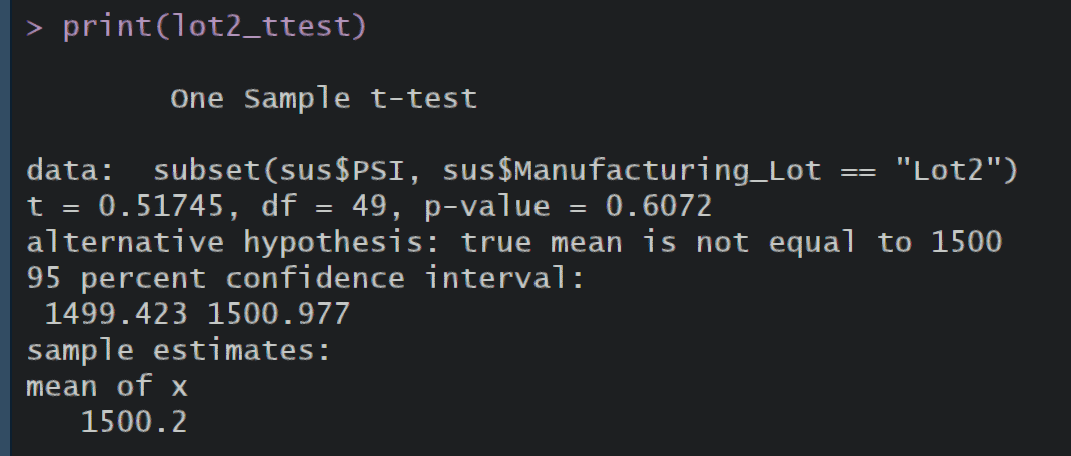 > print(lot2_ttest)
One Sample t-test
data:  subset(sus$PSI, sus$Manufacturing_Lot == "Lot2")
t = 0.51745, df = 49, p-value = 0.6072
alternative hypothesis: true mean is not equal to 1500
95 percent confidence interval:
1499.423 1500.977
sample estimates:
mean of x
1500.2